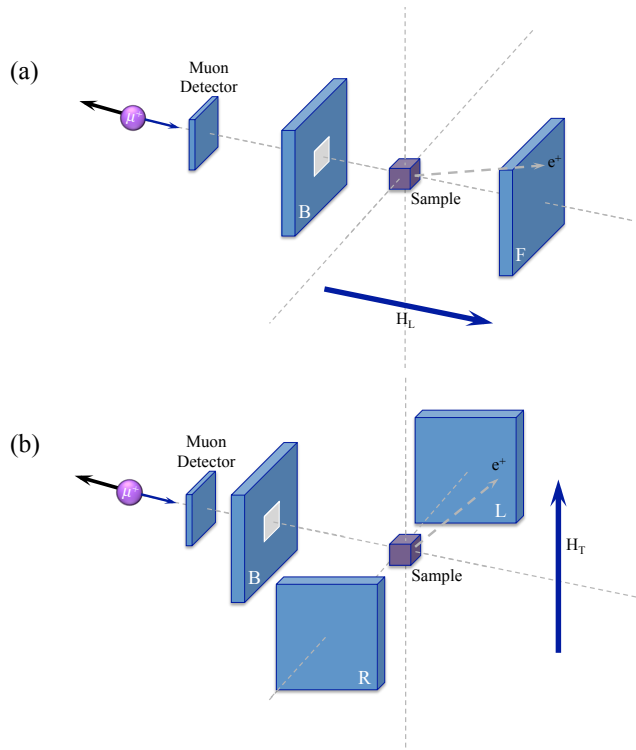 (a)
Muon
Detector
μ⁺
B
Sample
e⁺
F
H_L
(b)
Muon
Detector
μ⁺
B
L
e⁺
H_T
Sample
R